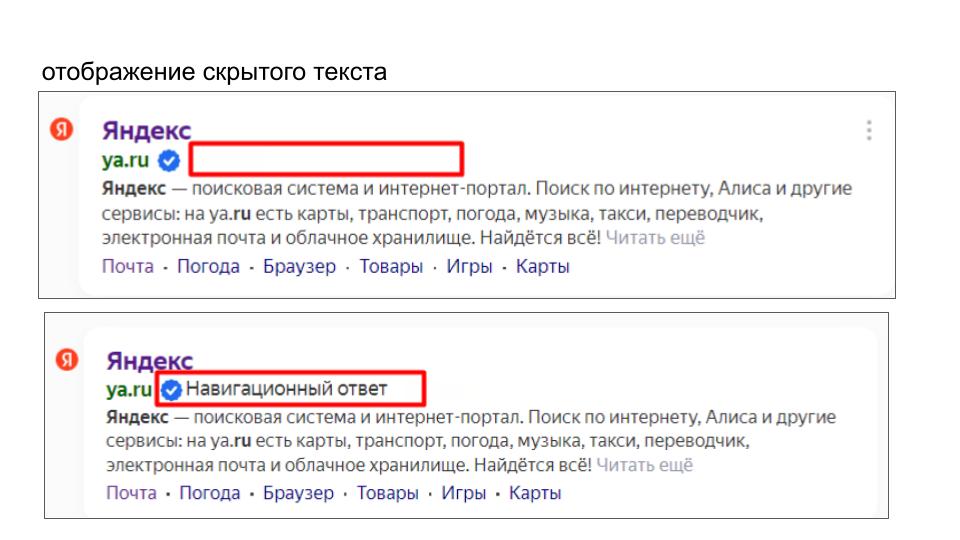 отображение скрытого текста
Я Яндекс
ya.ru
Яндекс — поисковая система и интернет-портал. Поиск по интернету, Алиса и другие
сервисы: на ya.ru есть карты, транспорт, погода, музыка, такси, переводчик,
электронная почта и облачное хранилище. Найдётся всё! Читать ещё
Почта · Погода · Браузер · Товары · Игры · Карты
Я Яндекс
ya.ru Навигационный ответ
Яндекс — поисковая система и интернет-портал. Поиск по интернету, Алиса и другие
сервисы: на ya.ru есть карты, транспорт, погода, музыка, такси, переводчик,
электронная почта и облачное хранилище. Найдётся всё! Читать ещё
Почта · Погода · Браузер · Товары · Игры · Карты